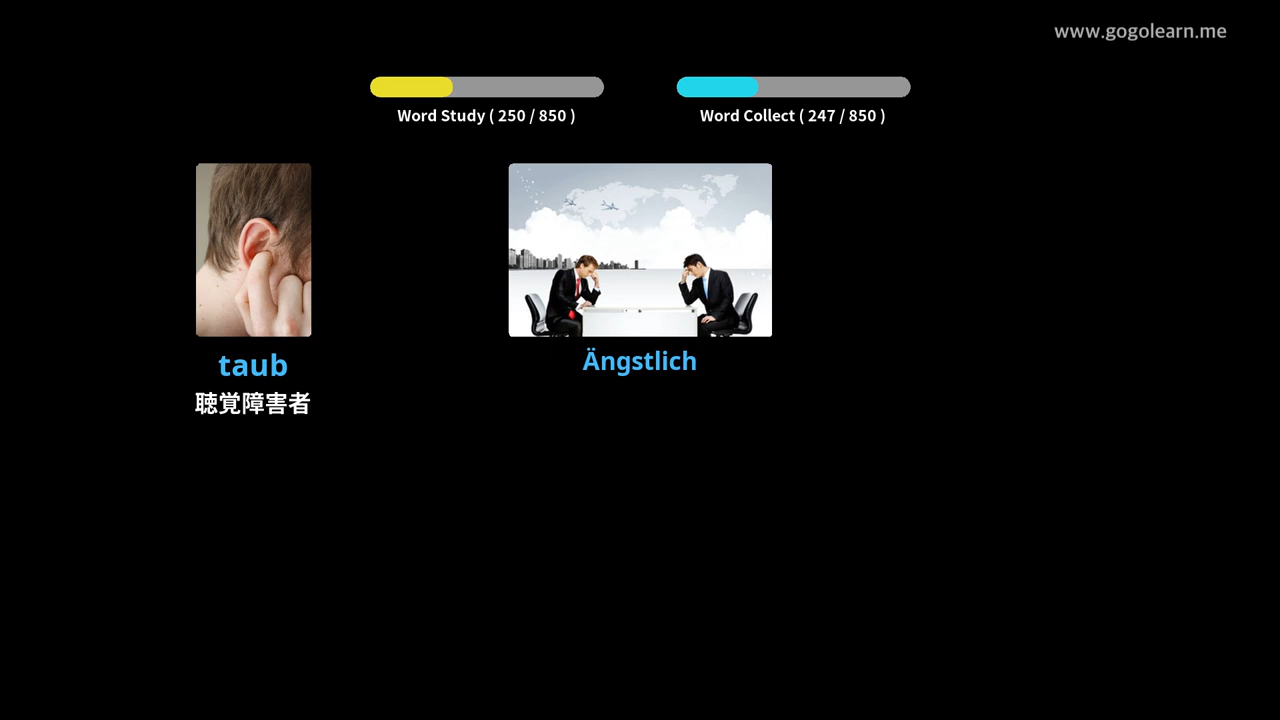 www.gogolearn.me
Word Study ( 250 / 850 )
Word Collect ( 247 / 850 )
taub
聴覚障害者
Ängstlich